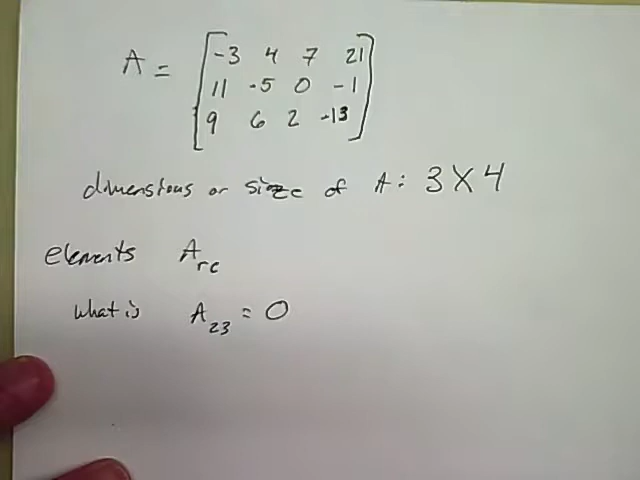 A = [-3 4 7 21
11 -5 0 -1
9 6 2 -13]
dimensions or size of A: 3 X 4
elements A_rc
What is A_23 = 0